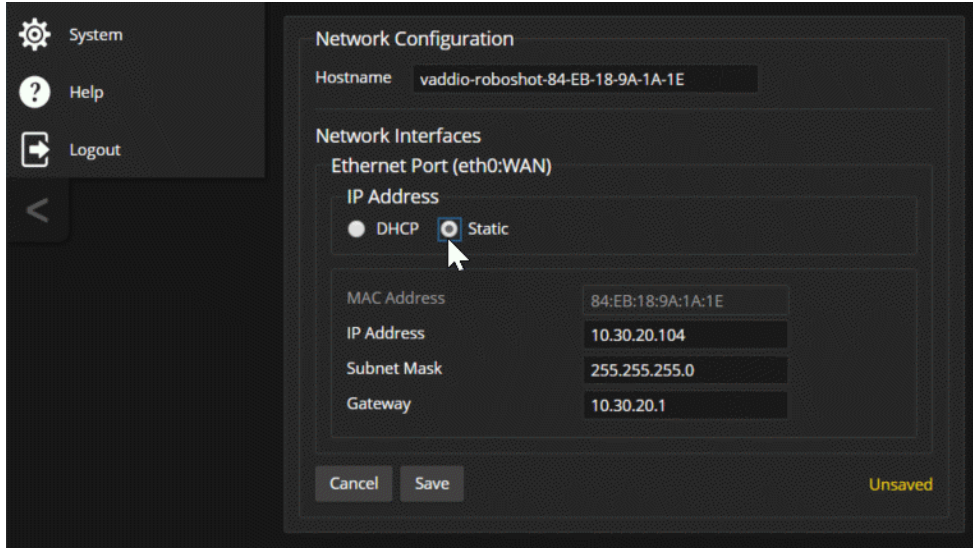 System
Help
Logout
<
Network Configuration
Hostname vaddio-roboshot-84-EB-18-9A-1A-1E
Network Interfaces
Ethernet Port (eth0:WAN)
IP Address
DHCP Static
MAC Address 84:EB:18:9A:1A:1E
IP Address 10.30.20.104
Subnet Mask 255.255.255.0
Gateway 10.30.20.1
Cancel Save Unsaved